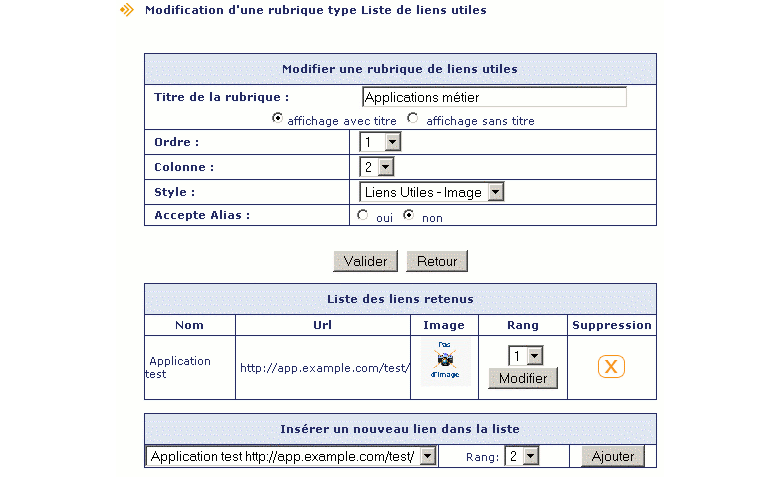 Modification d'une rubrique type Liste de liens utiles
Modifier une rubrique de liens utiles
Titre de la rubrique : Applications métier
affichage avec titre affichage sans titre
Ordre : 1
Colonne : 2
Style : Liens Utiles - Image
Accepte Alias : oui non
Valider Retour
Liste des liens retenus
Nom Url Image Rang Suppression
Application test http://app.example.com/test/ Pas d'image 1 Modifier X
Insérer un nouveau lien dans la liste
Application test http://app.example.com/test/ Rang: 2 Ajouter